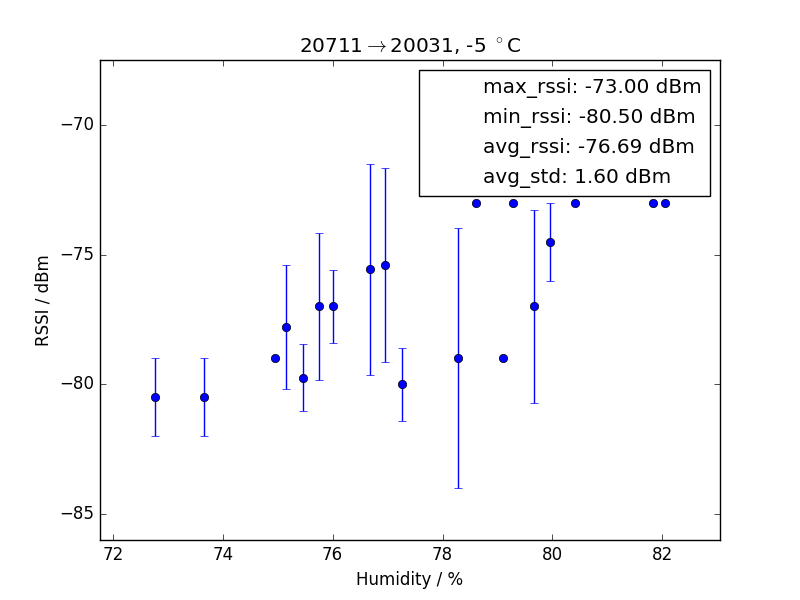 20711→20031, -5 °C
max_rssi: -73.00 dBm
min_rssi: -80.50 dBm
avg_rssi: -76.69 dBm
avg_std: 1.60 dBm
RSSI / dBm
−70
−75
−80
−85
72 74 76 78 80 82
Humidity / %